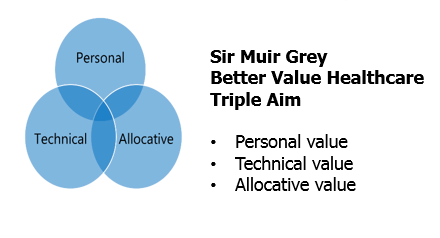 Personal
Technical
Allocative
Sir Muir Grey
Better Value Healthcare
Triple Aim
• Personal value
• Technical value
• Allocative value